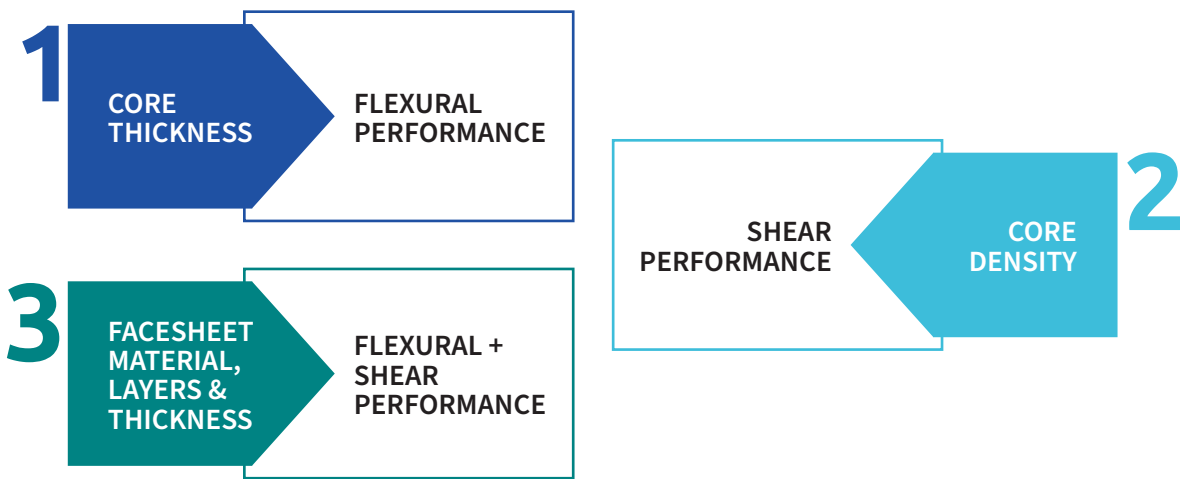 1
CORE
THICKNESS
FLEXURAL
PERFORMANCE
2
SHEAR
PERFORMANCE
CORE
DENSITY
3
FACESHEET
MATERIAL,
LAYERS &
THICKNESS
FLEXURAL +
SHEAR
PERFORMANCE